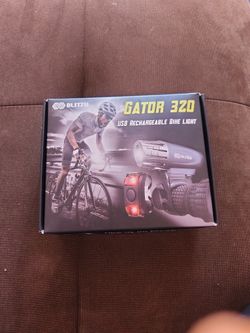 BLITZU
GATOR 320
USB RECHARGEABLE BIKE LIGHT